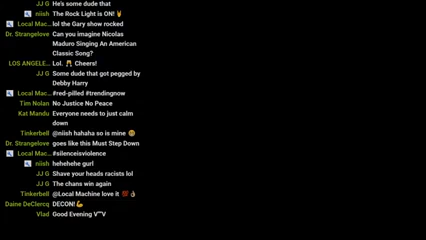 JJ G He's some dude that
niish The Rock Light is ON! 🤘
Local Mac... lol the Gary show rocked
Dr. Strangelove Can you imagine Nicolas
Maduro Singing An American
Classic Song?
LOS ANGELE... Lol. 🥂 Cheers!
JJ G Some dude that got pegged by
Debby Harry
Local Mac... #red-pilled #trendingnow
Tim Nolan No Justice No Peace
Kat Mandu Everyone needs to just calm
down
Tinkerbell @niish hahaha so is mine 🤓
Dr. Strangelove goes like this Must Step Down
Local Mac... #silenceisviolence
niish hehehehe gurl
JJ G Shave your heads racists lol
JJ G The chans win again
Tinkerbell @Local Machine love it 💯👌
Daine DeClercq DECON!💪
Vlad Good Evening V""V